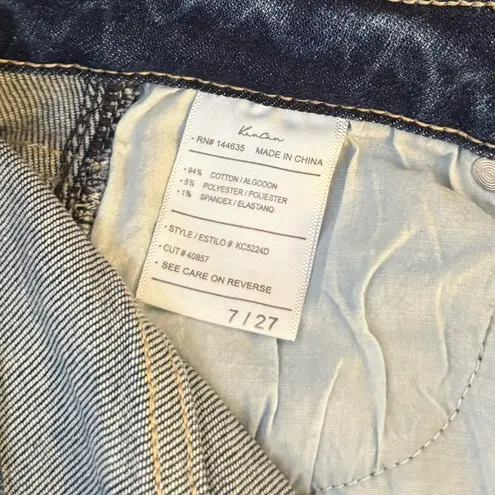 KanCan
• RN# 144635 MADE IN CHINA
• 94% COTTON / ALGODON
• 5% POLYESTER / POLIESTER
• 1% SPANDEX / ELASTANO
• STYLE / ESTILO # KC5224D
• CUT # 40857
• SEE CARE ON REVERSE
7 / 27